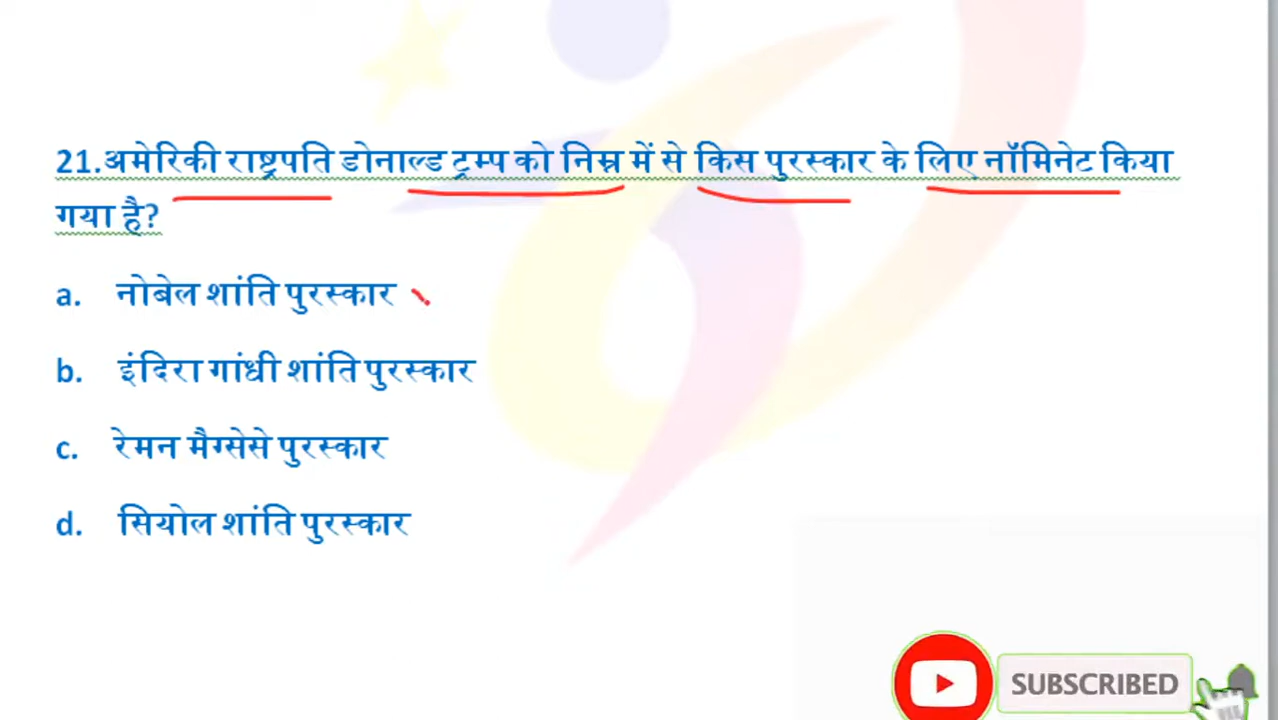 21.अमेरिकी राष्ट्रपति डोनाल्ड ट्रम्प को निम्न में से किस पुरस्कार के लिए नॉमिनेट किया
गया है?
a. नोबेल शांति पुरस्कार
b. इंदिरा गांधी शांति पुरस्कार
c. रेमन मैग्सेसे पुरस्कार
d. सियोल शांति पुरस्कार
SUBSCRIBED